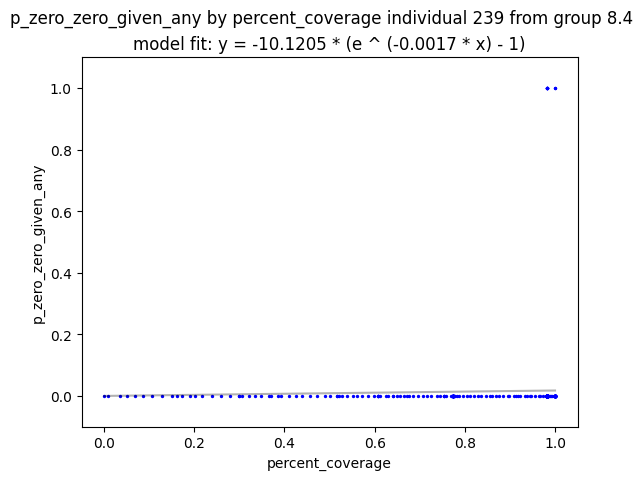 p_zero_zero_given_any by percent_coverage individual 239 from group 8.4
model fit: y = -10.1205 * (e ^ (-0.0017 * x) - 1)
p_zero_zero_given_any
1.0
0.8
0.6
0.4
0.2
0.0
0.0 0.2 0.4 0.6 0.8 1.0
percent_coverage